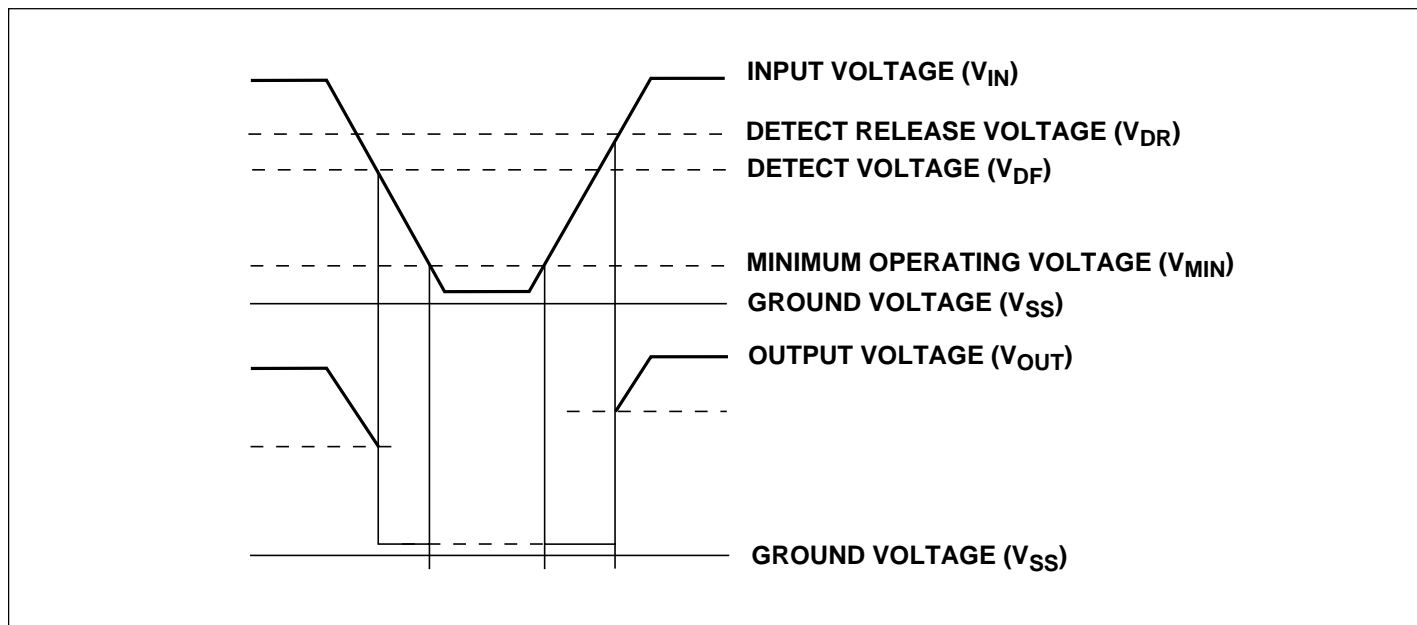 INPUT VOLTAGE (VIN)
DETECT RELEASE VOLTAGE (VDR)
DETECT VOLTAGE (VDF)
MINIMUM OPERATING VOLTAGE (VMIN)
GROUND VOLTAGE (VSS)
OUTPUT VOLTAGE (VOUT)
GROUND VOLTAGE (VSS)